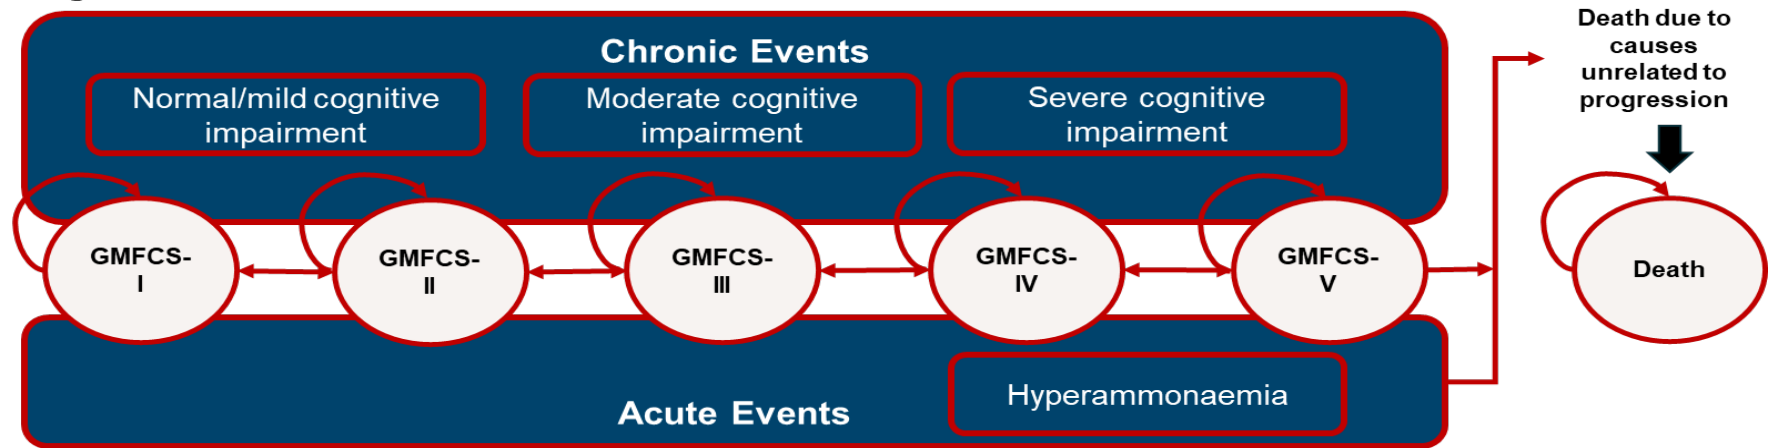 Chronic Events
Normal/mild cognitive
impairment
Moderate cognitive
impairment
Severe cognitive
impairment
Death due to
causes
unrelated to
progression
GMFCS-
I
GMFCS-
II
GMFCS-
III
GMFCS-
IV
GMFCS-
V
Death
Hyperammonaemia
Acute Events